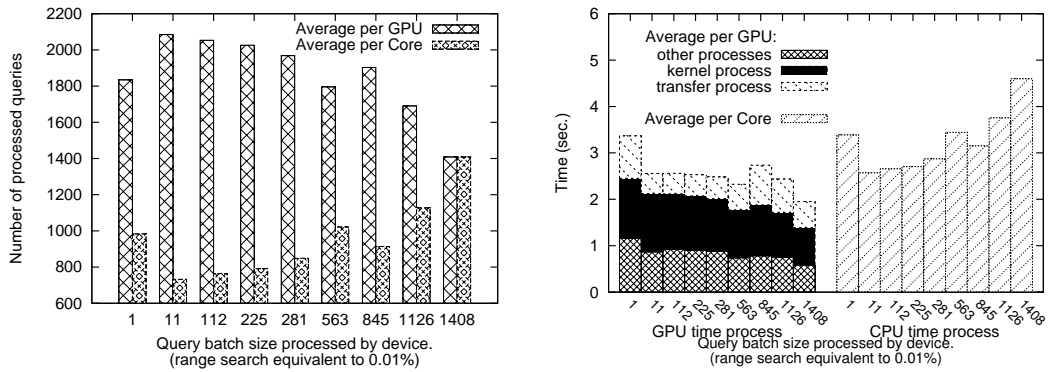 Number of processed queries
2200
2000
1800
1600
1400
1200
1000
800
600
Average per GPU
Average per Core
1 11 112 225 281 563 845 1126 1408
Query batch size processed by device.
(range search equivalent to 0.01%)
Time (sec.)
6
5
4
3
2
1
0
Average per GPU:
other processes
kernel process
transfer process
Average per Core
1 11 112 225 281 563 845 1126 1408 1 11 112 225 281 563 845 1126 1408
GPU time process CPU time process
Query batch size processed by device.
(range search equivalent to 0.01%)